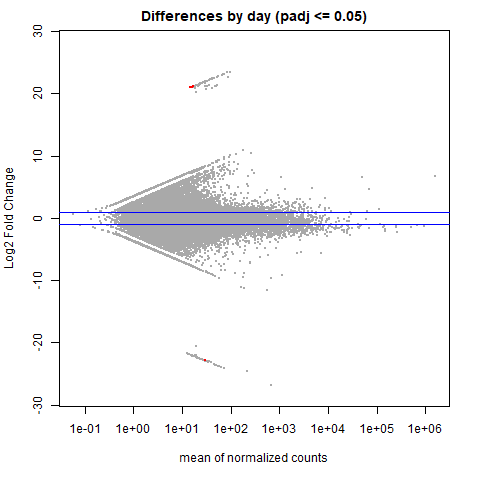 Differences by day (padj <= 0.05)
Log2 Fold Change
30
20
10
0
-10
-20
-30
1e-01 1e+00 1e+01 1e+02 1e+03 1e+04 1e+05 1e+06
mean of normalized counts